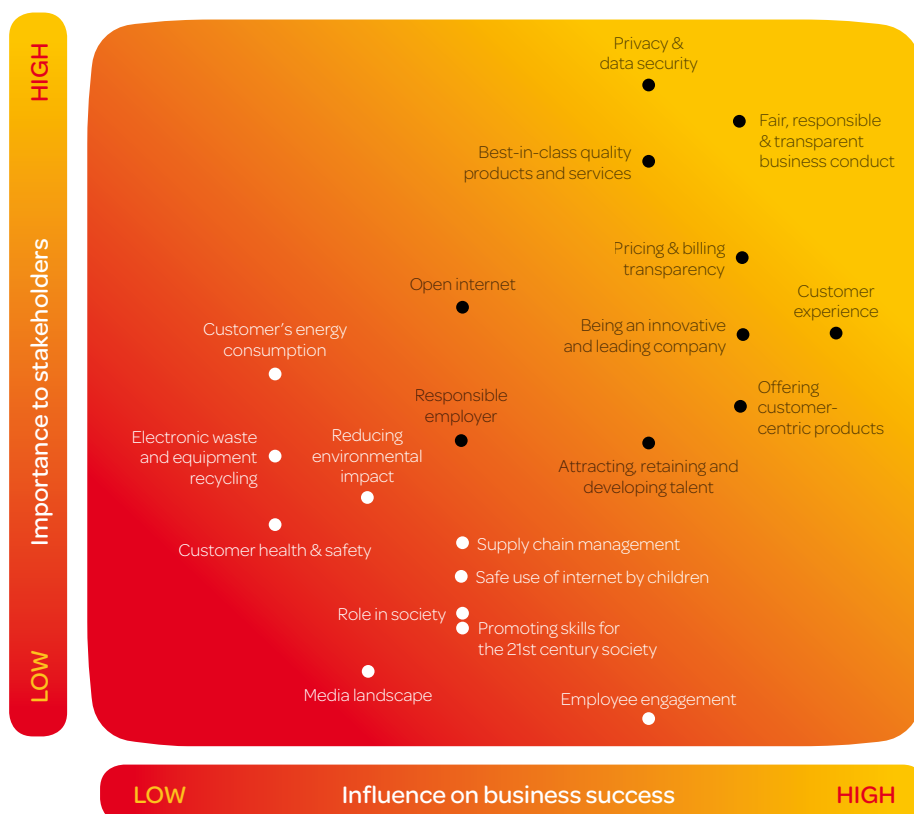 HIGH
Importance to stakeholders
LOW
Privacy &
data security
Fair, responsible
& transparent
business conduct
Best-in-class quality
products and services
Pricing & billing
transparency
Open internet
Customer
experience
Being an innovative
and leading company
Customer's energy
consumption
Offering
customer-
centric products
Responsible
employer
Electronic waste
and equipment
recycling
Reducing
environmental
impact
Attracting, retaining and
developing talent
Customer health & safety
Supply chain management
Safe use of internet by children
Role in society
Promoting skills for
the 21st century society
Media landscape
Employee engagement
LOW
Influence on business success
HIGH